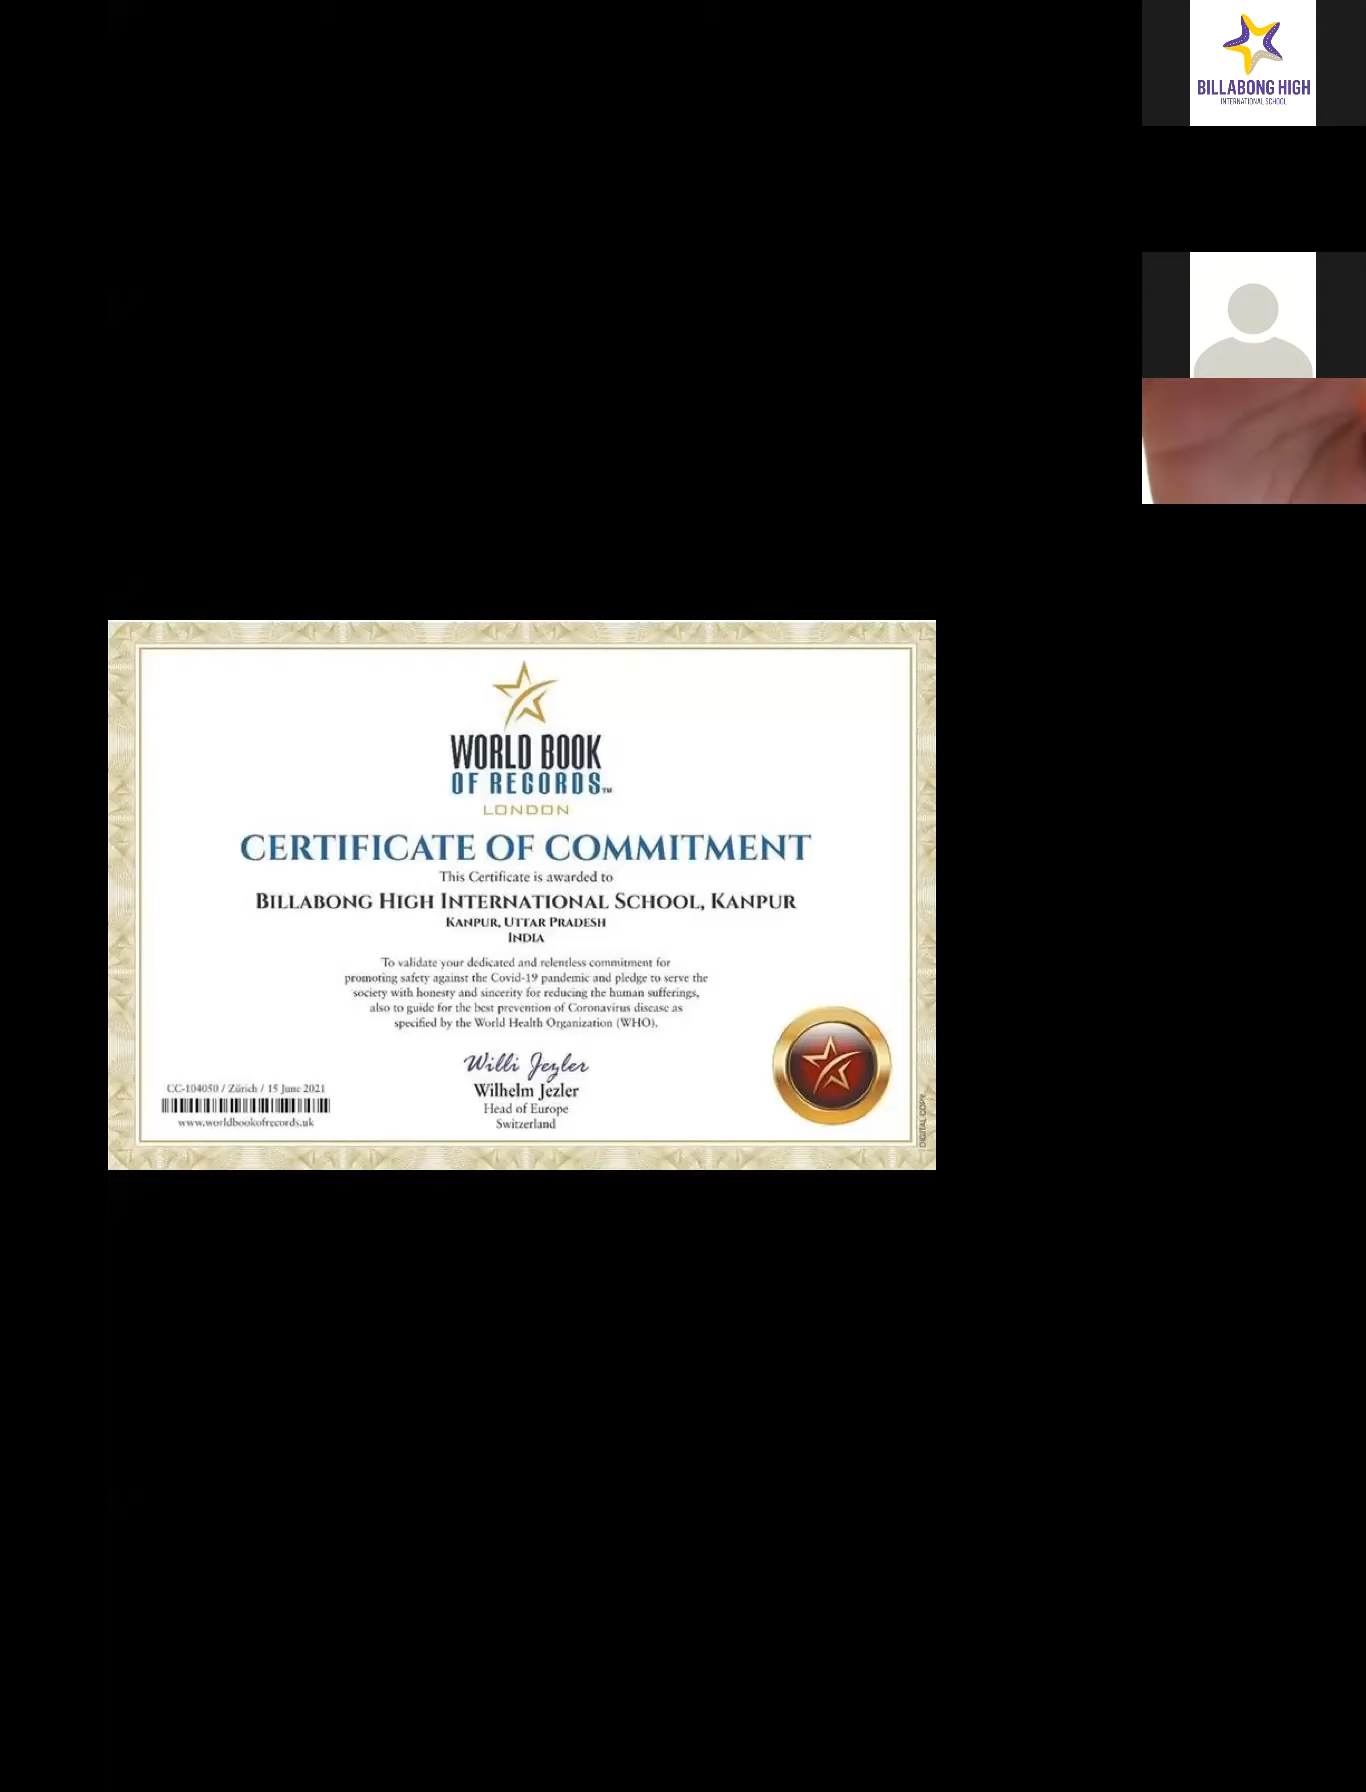 BILLABONG HIGH
INTERNATIONAL SCHOOL
WORLD BOOK
OF RECORDS™
LONDON
CERTIFICATE OF COMMITMENT
This Certificate is awarded to
BILLABONG HIGH INTERNATIONAL SCHOOL, KANPUR
KANPUR, UTTAR PRADESH
INDIA
To validate your dedicated and relentless commitment for
promoting safety against the Covid-19 pandemic and pledge to serve the
society with honesty and sincerity for reducing the human sufferings,
also to guide for the best prevention of Coronavirus disease as
specified by the World Health Organization (WHO).
Willi Jezler
Wilhelm Jezler
Head of Europe
Switzerland
CC-104050 / Zürich / 15 June 2021
www.worldbookofrecords.uk
DIGITAL COPY